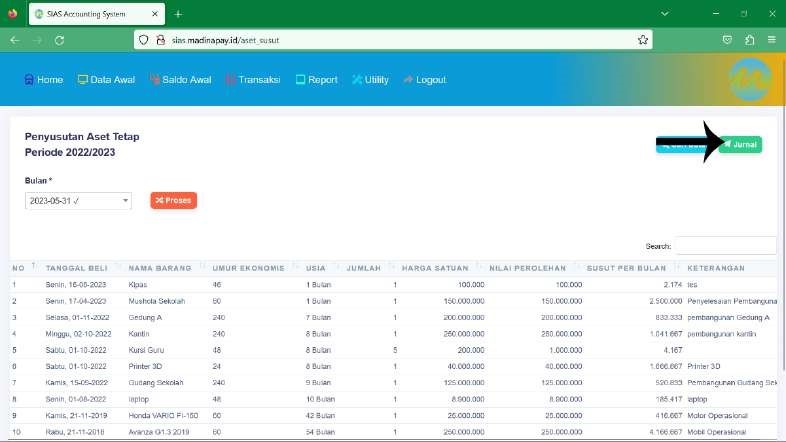 SIAS Accounting System
sias.madinapay.id/aset_susut
Home Data Awal Saldo Awal Transaksi Report Utility Logout
Penyusutan Aset Tetap
Periode 2022/2023
Jurnal
Bulan *
2023-05-31 ✓ Proses
Search:
NO TANGGAL BELI NAMA BARANG UMUR EKONOMIS USIA JUMLAH HARGA SATUAN NILAI PEROLEHAN SUSUT PER BULAN KETERANGAN
1 Senin, 15-05-2023 Kipas 46 1 Bulan 1 100.000 100.000 2.174 tes
2 Senin, 17-04-2023 Mushola Sekolah 60 1 Bulan 1 150.000.000 150.000.000 2.500.000 Penyelesaian Pembanguna
3 Selasa, 01-11-2022 Gedung A 240 7 Bulan 1 200.000.000 200.000.000 833.333 pembangunan Gedung A
4 Minggu, 02-10-2022 Kantin 240 8 Bulan 1 250.000.000 250.000.000 1.041.667 pembangunan kantin
5 Sabtu, 01-10-2022 Kursi Guru 48 8 Bulan 5 200.000 1.000.000 4.167
6 Sabtu, 01-10-2022 Printer 3D 24 8 Bulan 1 40.000.000 40.000.000 1.666.667 Printer 3D
7 Kamis, 15-09-2022 Gudang Sekolah 240 9 Bulan 1 125.000.000 125.000.000 520.833 Pembangunan Gudang Sek
8 Senin, 01-08-2022 laptop 48 10 Bulan 1 8.900.000 8.900.000 185.417 laptop
9 Kamis, 21-11-2019 Honda VARIO FI-150 60 42 Bulan 1 25.000.000 25.000.000 416.667 Motor Operasional
10 Rabu, 21-11-2018 Avanza G1.3 2019 60 54 Bulan 1 250.000.000 250.000.000 4.166.667 Mobil Operasional